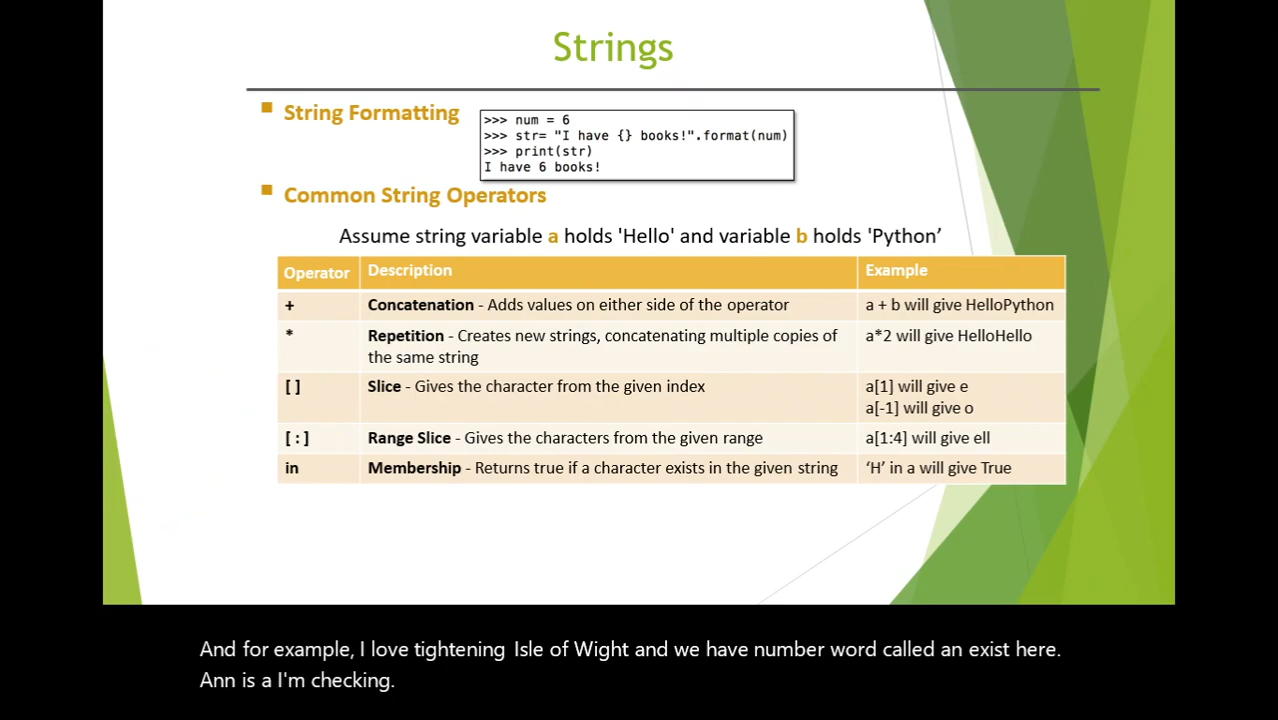 Strings
String Formatting
>>> num = 6
>>> str= "I have {} books!".format(num)
>>> print(str)
I have 6 books!
Common String Operators
Assume string variable a holds 'Hello' and variable b holds 'Python’
Operator Description Example
+ Concatenation - Adds values on either side of the operator a + b will give HelloPython
* Repetition - Creates new strings, concatenating multiple copies of a*2 will give HelloHello
the same string
[ ] Slice - Gives the character from the given index a[1] will give e
a[-1] will give o
[ : ] Range Slice - Gives the characters from the given range a[1:4] will give ell
in Membership - Returns true if a character exists in the given string ‘H’ in a will give True
And for example, I love tightening Isle of Wight and we have number word called an exist here.
Ann is a I'm checking.